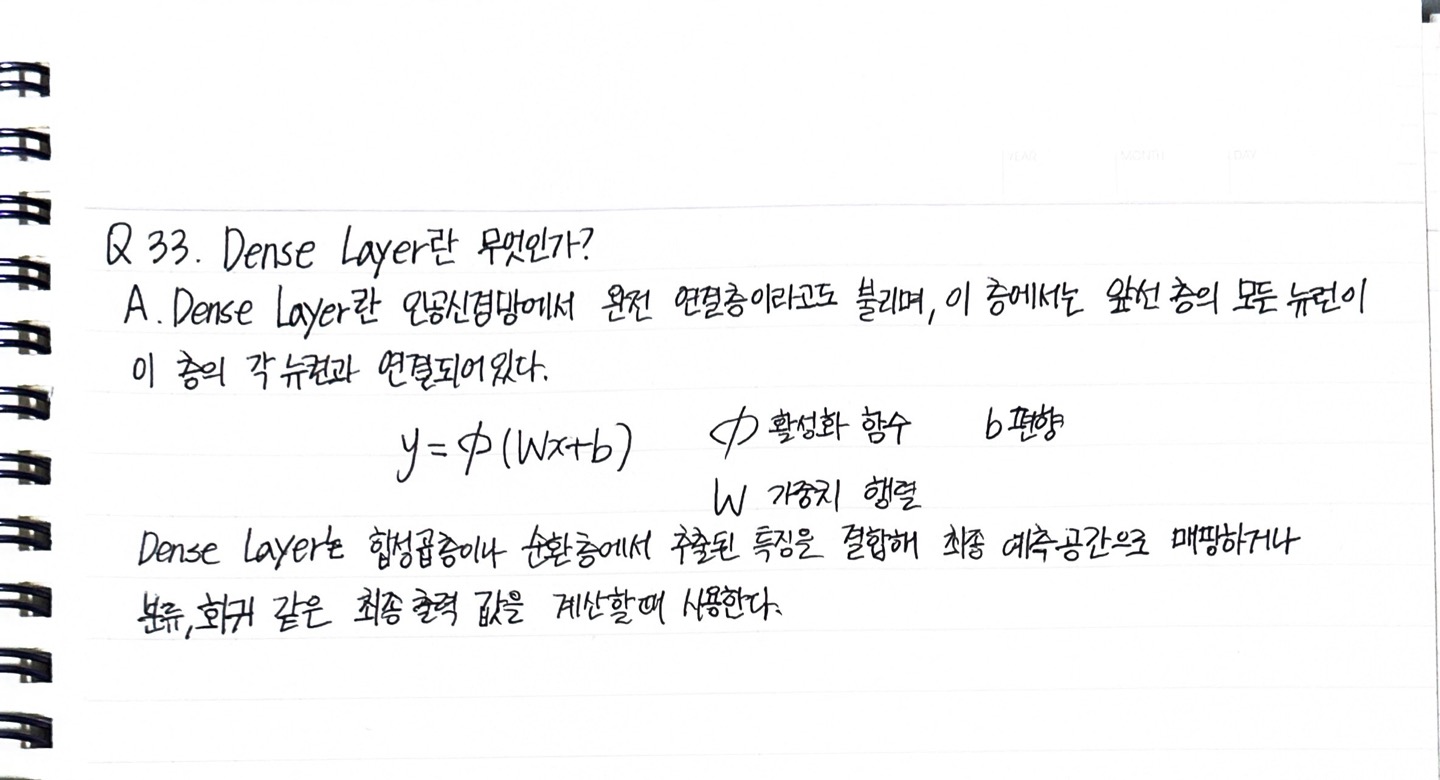 YEAR MONTH DAY
Q 33. Dense Layer란 무엇인가?
A. Dense Layer란 인공신경망에서 완전 연결층이라고도 불리며, 이 층에서는 앞선 층의 모든 뉴런이
이 층의 각 뉴런과 연결되어있다.
y = φ(Wx+b) φ 활성화 함수 b 편향
W 가중치 행렬
Dense Layer는 합성곱층이나 순환층에서 추출된 특징을 결합해 최종 예측공간으로 매핑하거나
분류, 회귀 같은 최종 출력 값을 계산할때 사용한다.